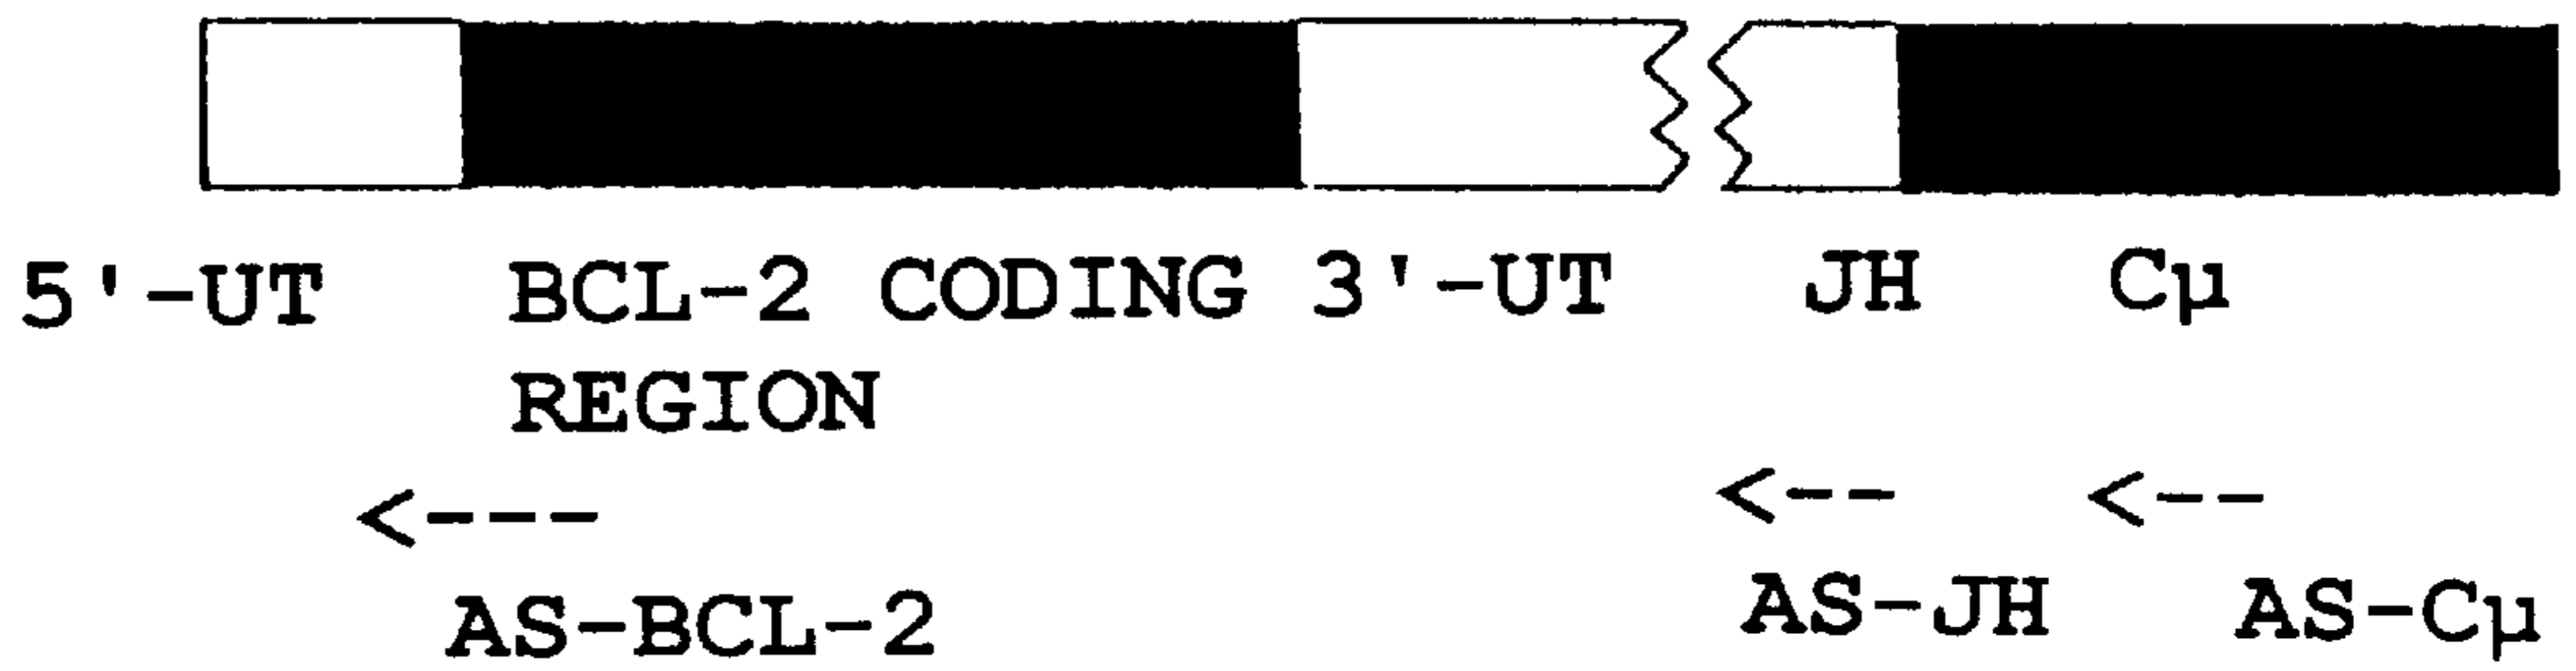 5'-UT BCL-2 CODING 3'-UT JH Cµ
REGION
<--- <-- <--
AS-BCL-2 AS-JH AS-Cµ